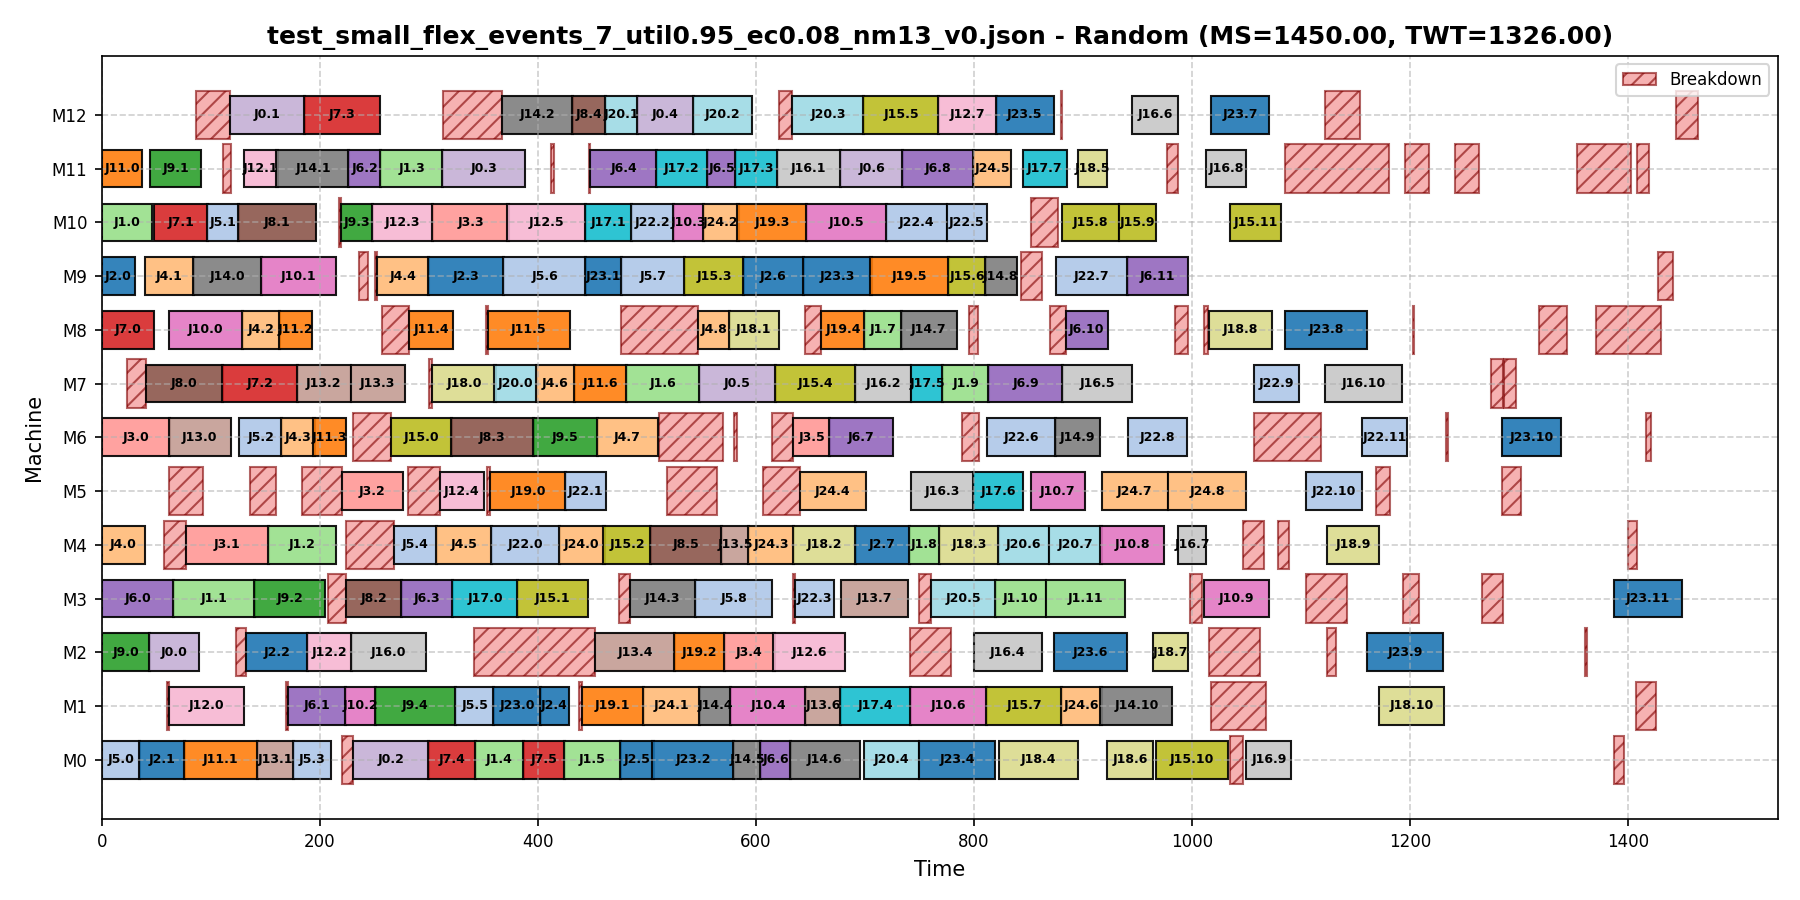 test_small_flex_events_7_util0.95_ec0.08_nm13_v0.json - Random (MS=1450.00, TWT=1326.00)
Breakdown
M12 J0.1 J7.3 J14.2 J8.4 J20.1 J0.4 J20.2 J20.3 J15.5 J12.7 J23.5 J16.6 J23.7
M11 J11.0 J9.1 J12.1 J14.1 J6.2 J1.3 J0.3 J6.4 J17.2 J6.5 J17.3 J16.1 J0.6 J6.8 J24.5 J17.7 J18.5 J16.8
M10 J1.0 J7.1 J5.1 J8.1 J9.3 J12.3 J3.3 J12.5 J17.1 J22.2 J10.3 J24.2 J19.3 J10.5 J22.4 J22.5 J15.8 J15.9 J15.11
M9 J2.0 J4.1 J14.0 J10.1 J4.4 J2.3 J5.6 J23.1 J5.7 J15.3 J2.6 J23.3 J19.5 J15.6 J14.8 J22.7 J6.11
M8 J7.0 J10.0 J4.2 J11.2 J11.4 J11.5 J4.8 J18.1 J19.4 J1.7 J14.7 J6.10 J18.8 J23.8
M7 J8.0 J7.2 J13.2 J13.3 J18.0 J20.0 J4.6 J11.6 J1.6 J0.5 J15.4 J16.2 J17.5 J1.9 J6.9 J16.5 J22.9 J16.10
M6 J3.0 J13.0 J5.2 J4.3 J11.3 J15.0 J8.3 J9.5 J4.7 J3.5 J6.7 J22.6 J14.9 J22.8 J22.11 J23.10
M5 J3.2 J12.4 J19.0 J22.1 J24.4 J16.3 J17.6 J10.7 J24.7 J24.8 J22.10
M4 J4.0 J3.1 J1.2 J5.4 J4.5 J22.0 J24.0 J15.2 J8.5 J13.5 J24.3 J18.2 J2.7 J1.8 J18.3 J20.6 J20.7 J10.8 J16.7 J18.9
M3 J6.0 J1.1 J9.2 J8.2 J6.3 J17.0 J15.1 J14.3 J5.8 J22.3 J13.7 J20.5 J1.10 J1.11 J10.9 J23.11
M2 J9.0 J0.0 J2.2 J12.2 J16.0 J13.4 J19.2 J3.4 J12.6 J16.4 J23.6 J18.7 J23.9
M1 J12.0 J6.1 J10.2 J9.4 J5.5 J23.0 J2.4 J19.1 J24.1 J14.4 J10.4 J13.6 J17.4 J10.6 J15.7 J24.6 J14.10 J18.10
M0 J5.0 J2.1 J11.1 J13.1 J5.3 J0.2 J7.4 J1.4 J7.5 J1.5 J2.5 J23.2 J14.5 J6.6 J14.6 J20.4 J23.4 J18.4 J18.6 J15.10 J16.9
0 200 400 600 800 1000 1200 1400
Time
Machine